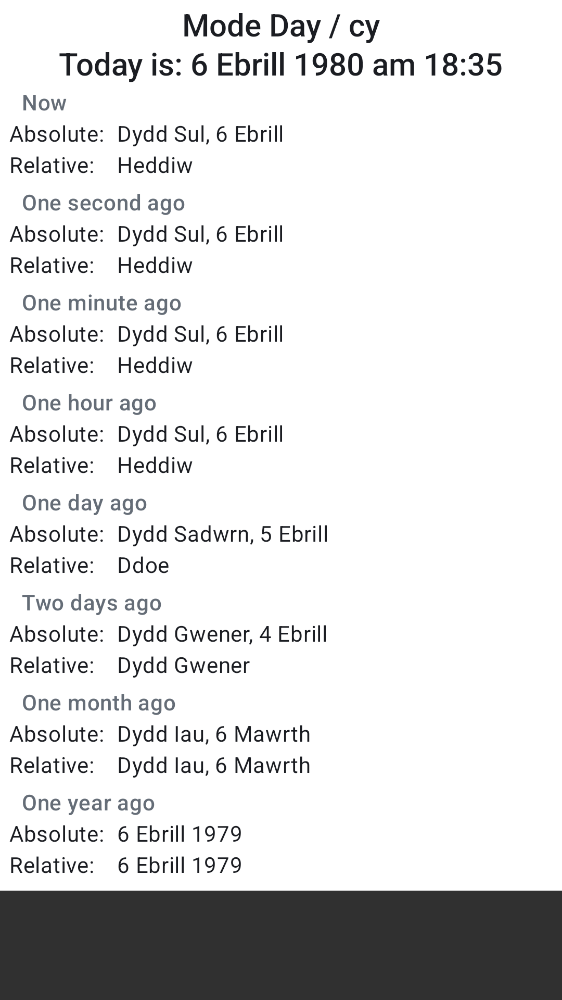 Mode Day / cy
Today is: 6 Ebrill 1980 am 18:35
Now
Absolute: Dydd Sul, 6 Ebrill
Relative: Heddiw
One second ago
Absolute: Dydd Sul, 6 Ebrill
Relative: Heddiw
One minute ago
Absolute: Dydd Sul, 6 Ebrill
Relative: Heddiw
One hour ago
Absolute: Dydd Sul, 6 Ebrill
Relative: Heddiw
One day ago
Absolute: Dydd Sadwrn, 5 Ebrill
Relative: Ddoe
Two days ago
Absolute: Dydd Gwener, 4 Ebrill
Relative: Dydd Gwener
One month ago
Absolute: Dydd Iau, 6 Mawrth
Relative: Dydd Iau, 6 Mawrth
One year ago
Absolute: 6 Ebrill 1979
Relative: 6 Ebrill 1979